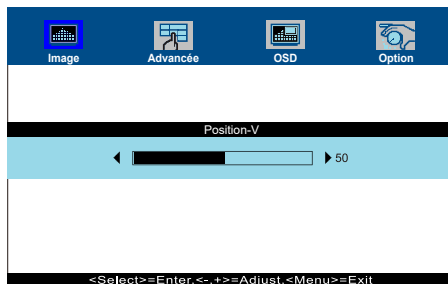 Image Advancée OSD Option
Position-V
50
<Select>=Enter,<-,+>=Adjust,<Menu>=Exit